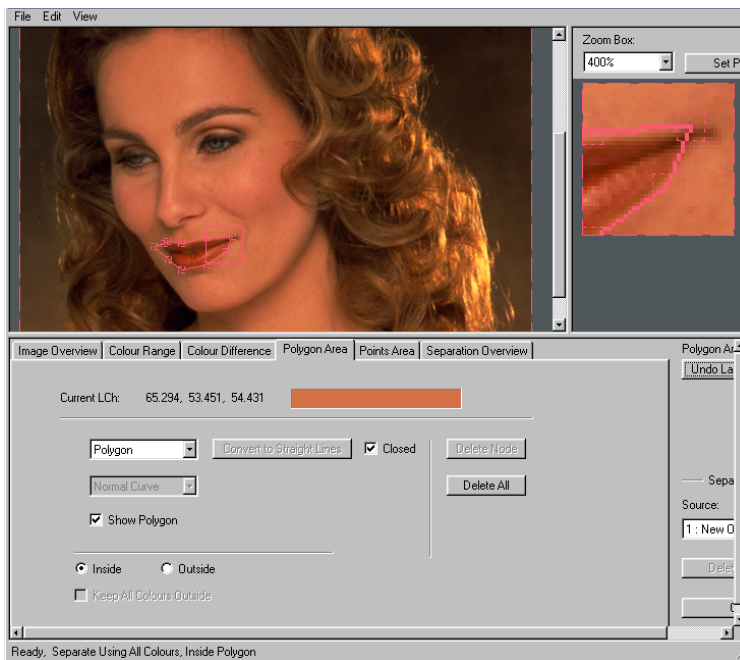 File Edit View
Zoom Box:
400%
Set P
Image Overview Colour Range Colour Difference Polygon Area Points Area Separation Overview
Polygon Ar
Undo La
Current LCh: 65.294, 53.451, 54.431
Polygon Convert to Straight Lines Closed Delete Node
Normal Curve Delete All
Sepa
Show Polygon
Source:
1 : New O
Inside Outside
Delet
Keep All Colours Outside
Ready, Separate Using All Colours, Inside Polygon